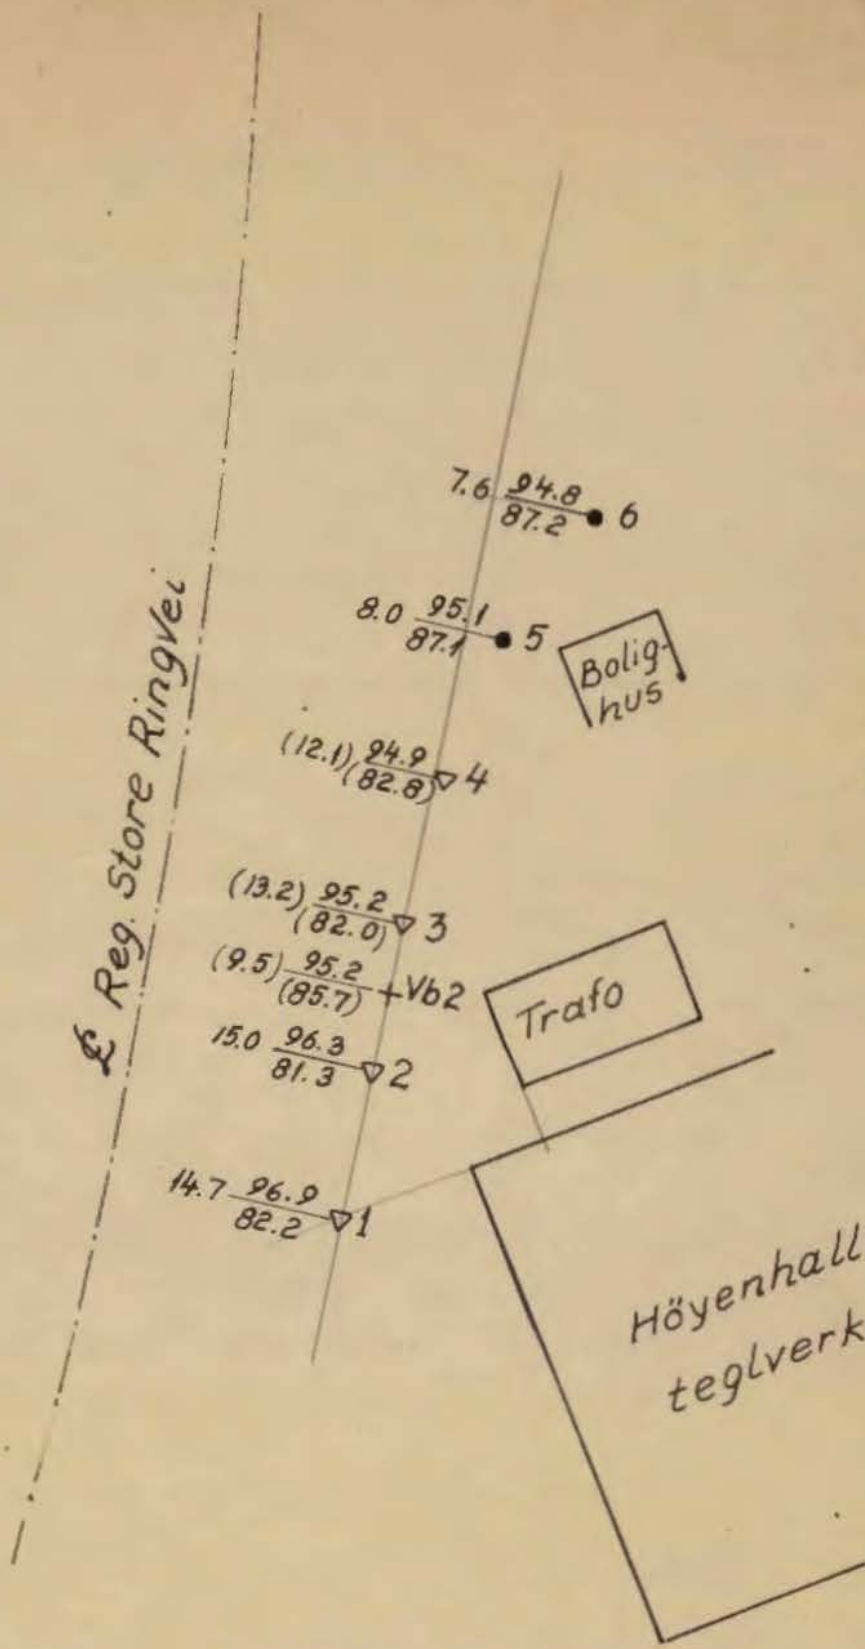 7.6 94.8
87.2 6
8.0 95.1
87.1 5
Bolig-
hus
(12.1) 94.9
(82.8) 4
(13.2) 95.2
(82.0) 3
(9.5) 95.2
(85.7) Vb2
15.0 96.3
81.3 2
14.7 96.9
82.2 1
Reg. Store Ringvei
Trafo
Höyenhall
teglverk